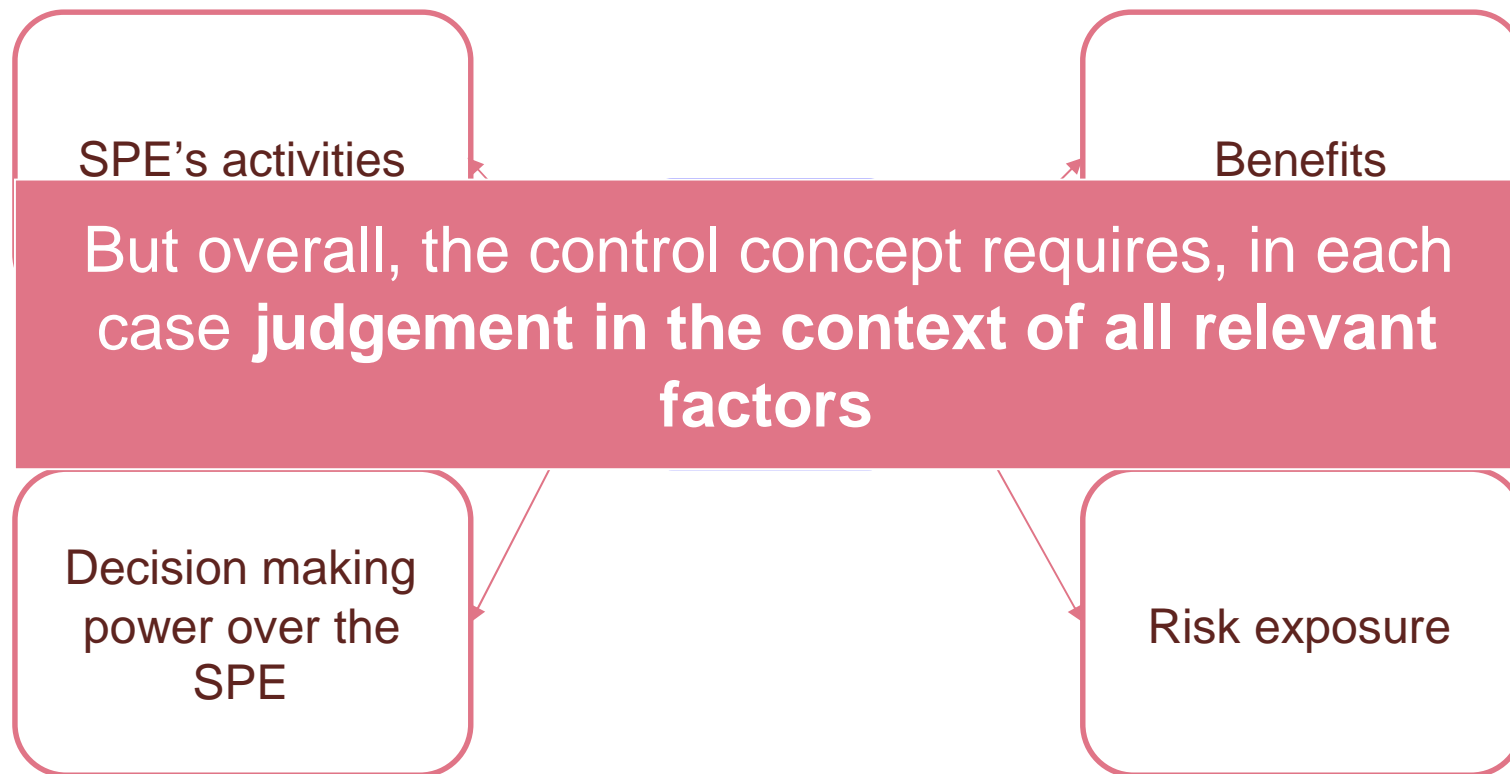 SPE’s activities
Benefits
But overall, the control concept requires, in each
case judgement in the context of all relevant
factors
Decision making
power over the
SPE
Risk exposure